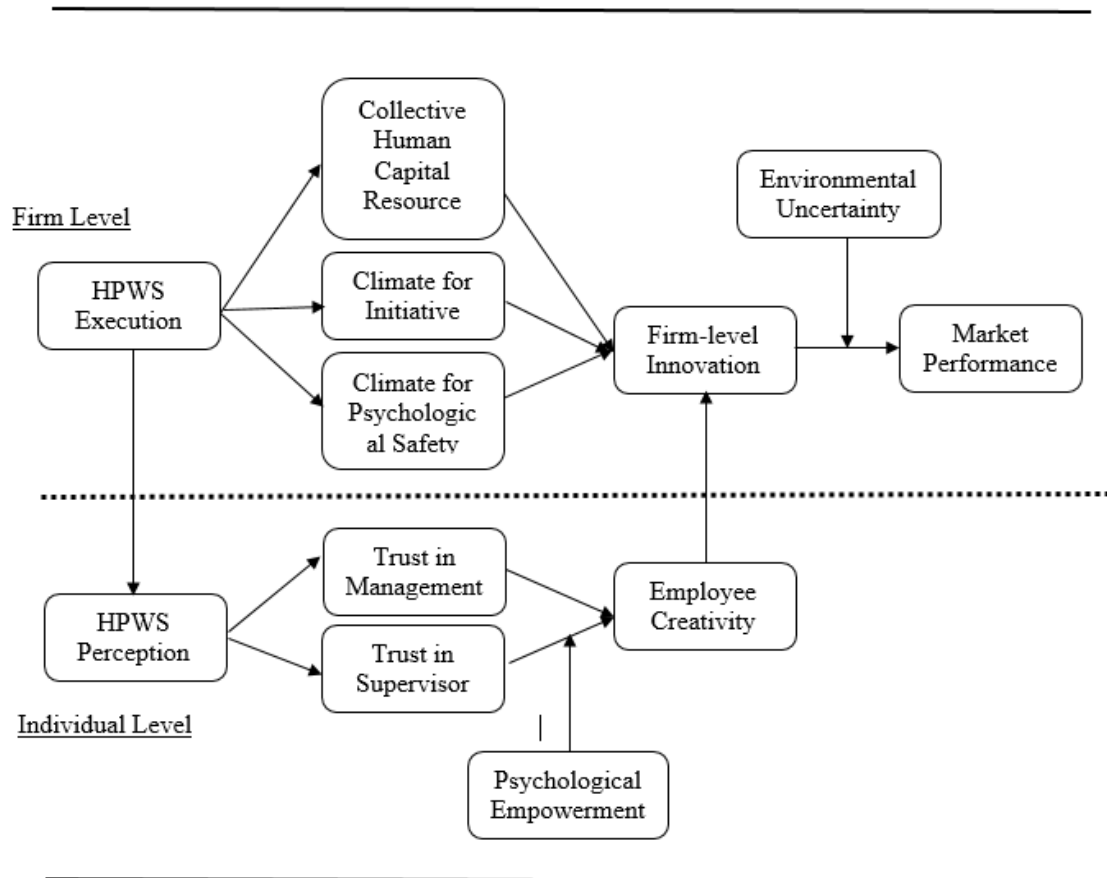 Collective
Human
Capital
Resource
Environmental
Uncertainty
Firm Level
HPWS
Execution
Climate for
Initiative
Firm-level
Innovation
Market
Performance
Climate for
Psychologic
al Safety
Trust in
Management
HPWS
Perception
Employee
Creativity
Trust in
Supervisor
Individual Level
Psychological
Empowerment